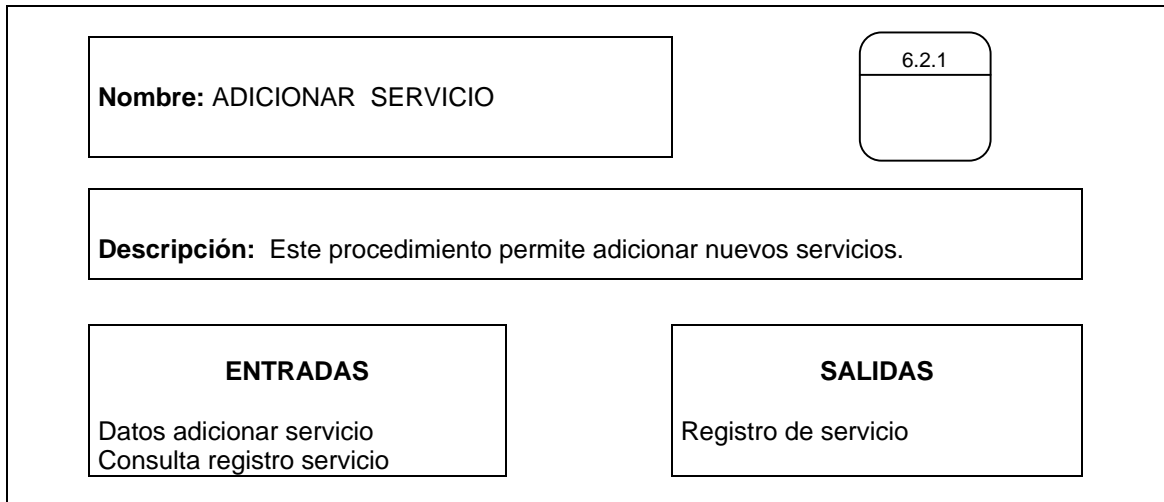 6.2.1
Nombre: ADICIONAR SERVICIO
Descripción: Este procedimiento permite adicionar nuevos servicios.
ENTRADAS
Datos adicionar servicio
Consulta registro servicio
SALIDAS
Registro de servicio